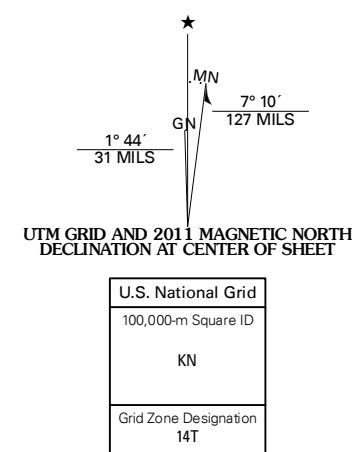 ★
MN
GN
7° 10´
127 MILS
1° 44´
31 MILS
UTM GRID AND 2011 MAGNETIC NORTH
DECLINATION AT CENTER OF SHEET
U.S. National Grid
100,000-m Square ID
KN
Grid Zone Designation
14T